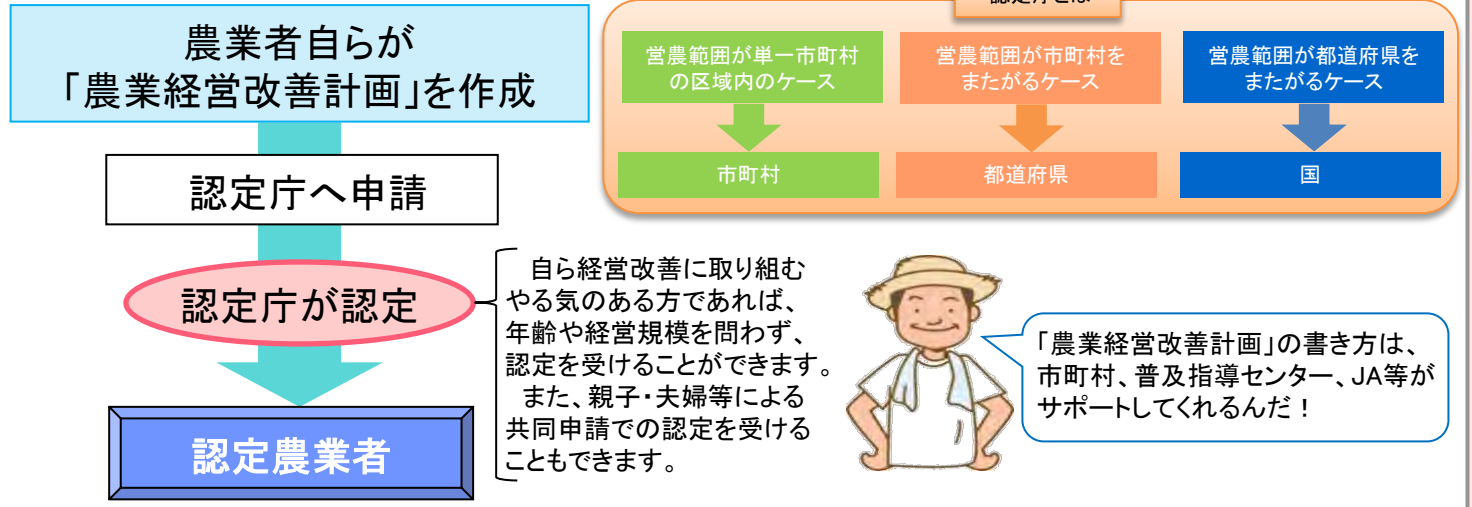 農業者自らが
「農業経営改善計画」を作成
認定庁へ申請
認定庁が認定
認定農業者
自ら経営改善に取り組む
やる気のある方であれば、
年齢や経営規模を問わず、
認定を受けることができます。
また、親子・夫婦等による
共同申請での認定を受ける
こともできます。
認定庁とは
営農範囲が単一市町村
の区域内のケース
市町村
営農範囲が市町村を
またがるケース
都道府県
営農範囲が都道府県を
またがるケース
国
「農業経営改善計画」の書き方は、
市町村、普及指導センター、JA等が
サポートしてくれるんだ！